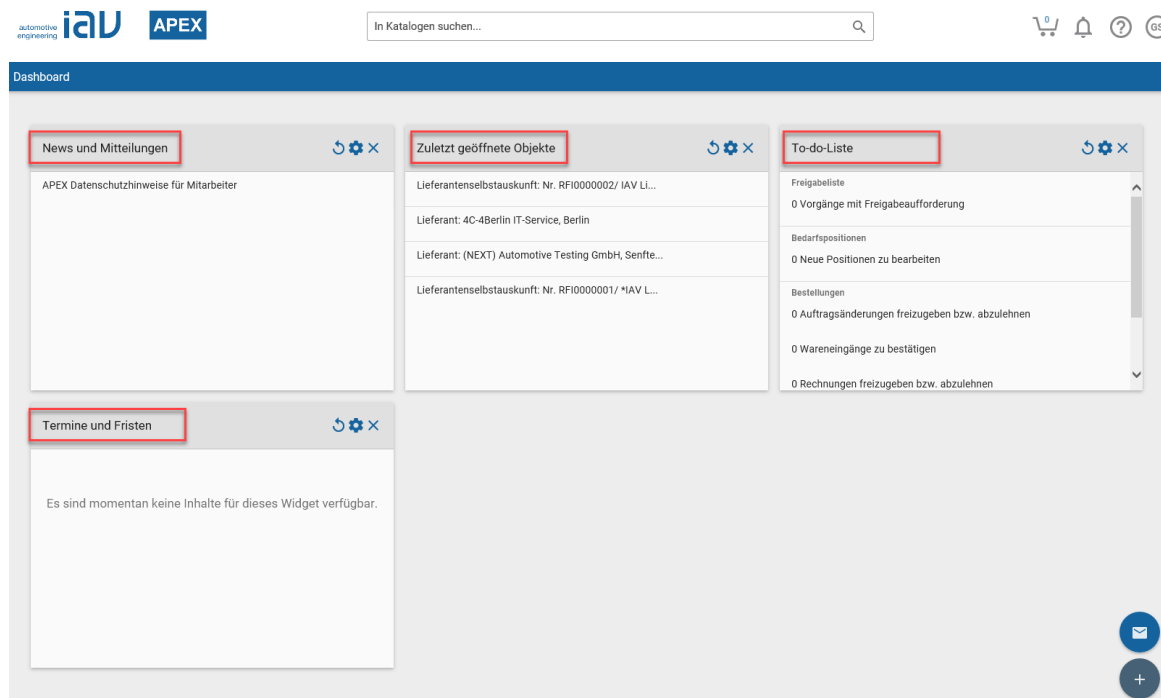 automotive
engineering
iav
APEX
In Katalogen suchen...
0
GS
Dashboard
News und Mitteilungen
APEX Datenschutzhinweise für Mitarbeiter
Zuletzt geöffnete Objekte
Lieferantenselbstauskunft: Nr. RFI0000002/ IAV Li...
Lieferant: 4C-4Berlin IT-Service, Berlin
Lieferant: (NEXT) Automotive Testing GmbH, Senfte...
Lieferantenselbstauskunft: Nr. RFI0000001/ *IAV L...
To-do-Liste
Freigabeliste
0 Vorgänge mit Freigabeaufforderung
Bedarfspositionen
0 Neue Positionen zu bearbeiten
Bestellungen
0 Auftragsänderungen freizugeben bzw. abzulehnen
0 Wareneingänge zu bestätigen
0 Rechnungen freizugeben bzw. abzulehnen
Termine und Fristen
Es sind momentan keine Inhalte für dieses Widget verfügbar.